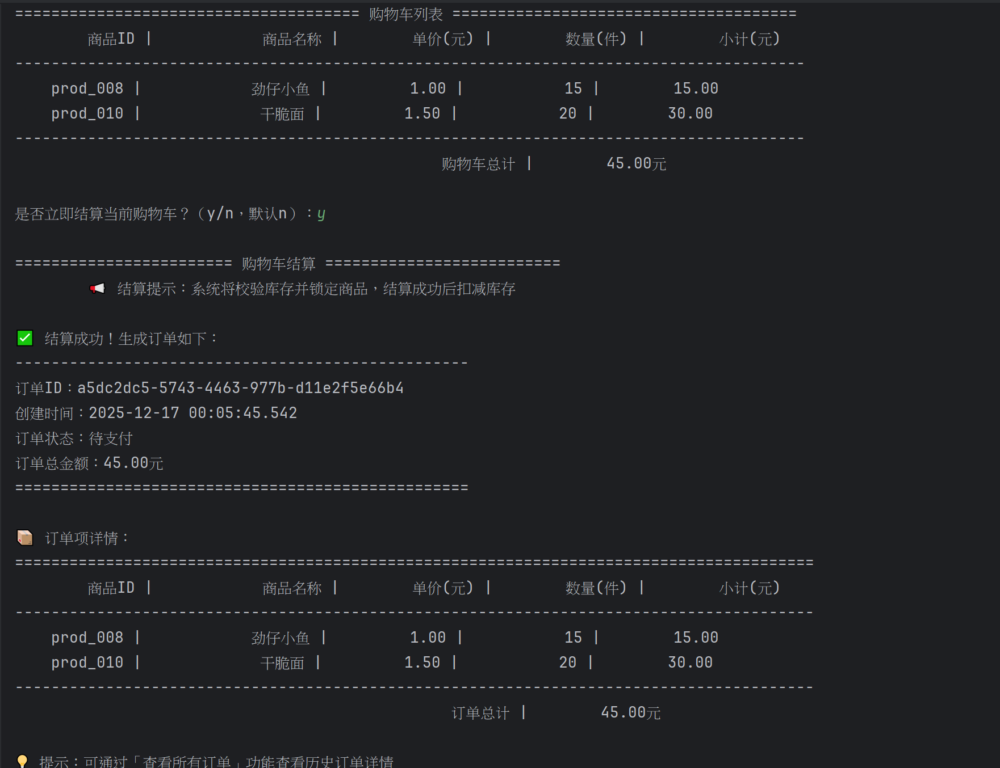 ====================================== 购物车列表 ======================================
商品ID | 商品名称 | 单价(元) | 数量(件) | 小计(元)
---------------------------------------------------------------------------------------
prod_008 | 劲仔小鱼 | 1.00 | 15 | 15.00
prod_010 | 干脆面 | 1.50 | 20 | 30.00
---------------------------------------------------------------------------------------
购物车总计 | 45.00元
是否立即结算当前购物车？（y/n，默认n）：y
======================== 购物车结算 ==========================
📢 结算提示：系统将校验库存并锁定商品，结算成功后扣减库存
✅ 结算成功！生成订单如下：
--------------------------------------------------
订单ID：a5dc2dc5-5743-4463-977b-d11e2f5e66b4
创建时间：2025-12-17 00:05:45.542
订单状态：待支付
订单总金额：45.00元
==================================================
📦 订单项详情：
========================================================================================
商品ID | 商品名称 | 单价(元) | 数量(件) | 小计(元)
----------------------------------------------------------------------------------------
prod_008 | 劲仔小鱼 | 1.00 | 15 | 15.00
prod_010 | 干脆面 | 1.50 | 20 | 30.00
----------------------------------------------------------------------------------------
订单总计 | 45.00元
💡 提示：可通过「查看所有订单」功能查看历史订单详情